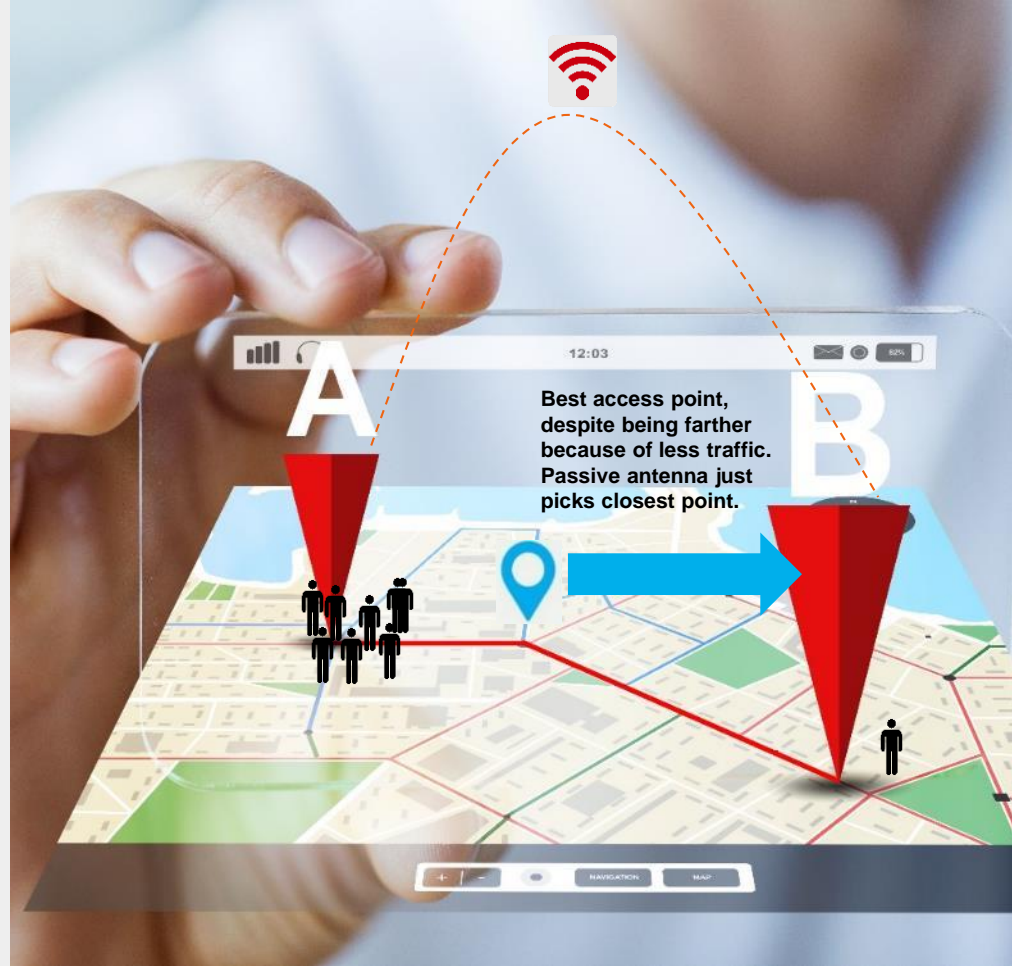 12:03
82%
A
B
Best access point,
despite being farther
because of less traffic.
Passive antenna just
picks closest point.
+ -
NAVIGATION
MAP